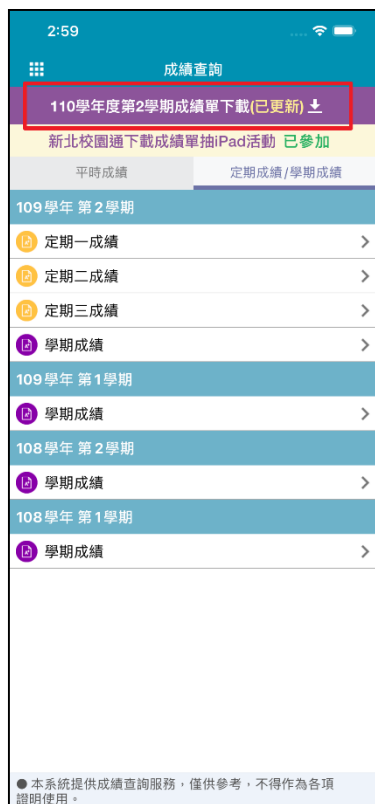 2:59
成績查詢
110學年度第2學期成績單下載(已更新)
新北校園通下載成績單抽iPad活動 已參加
平時成績 定期成績/學期成績
109學年 第2學期
定期一成績
定期二成績
定期三成績
學期成績
109學年 第1學期
學期成績
108學年 第2學期
學期成績
108學年 第1學期
學期成績
● 本系統提供成績查詢服務，僅供參考，不得作為各項
證明使用。